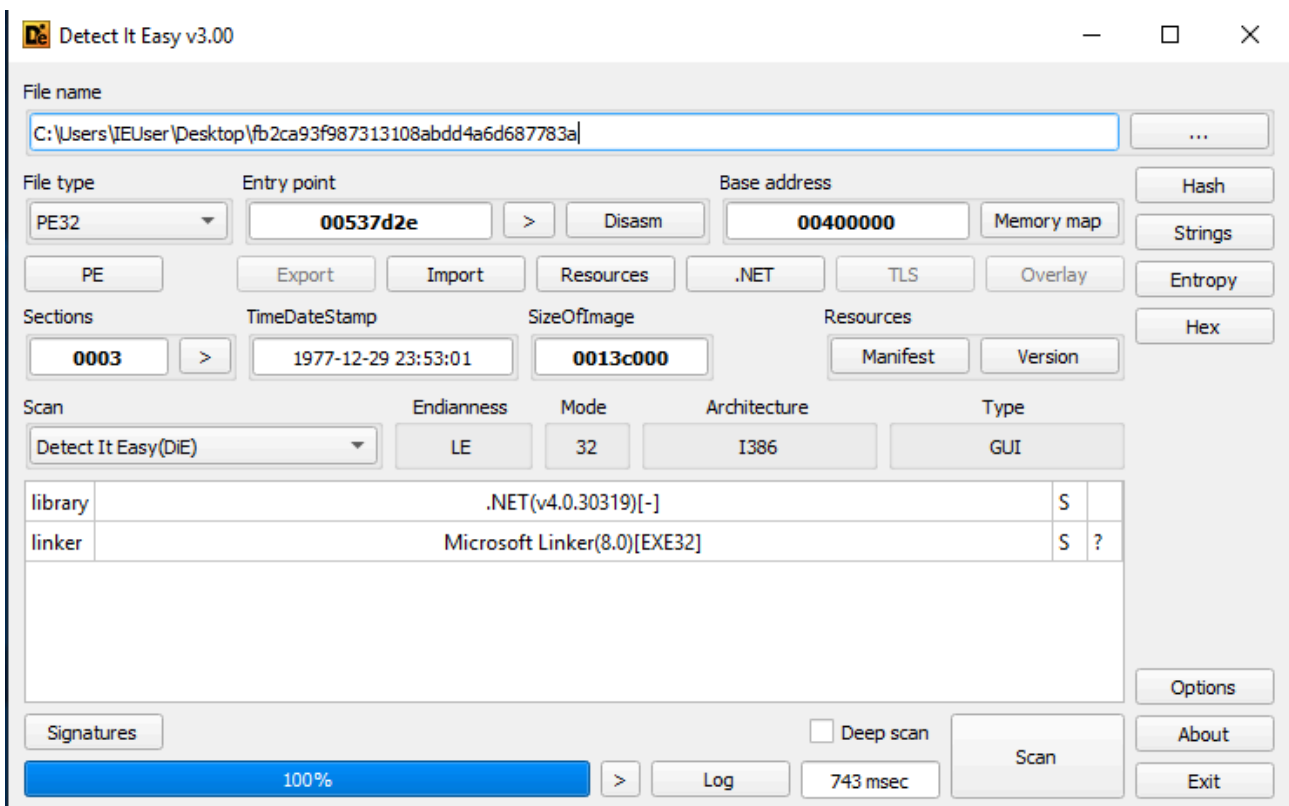 Detect It Easy v3.00
File name
C:\Users\IEUser\Desktop\fb2ca93f987313108abdd4a6d687783a
...
File type Entry point Base address
PE32 00537d2e > Disasm 00400000 Memory map
Hash
Strings
PE Export Import Resources .NET TLS Overlay
Entropy
Sections TimeDateStamp SizeOfImage Resources
Hex
0003 > 1977-12-29 23:53:01 0013c000 Manifest Version
Scan Endianness Mode Architecture Type
Detect It Easy(DiE) LE 32 I386 GUI
library .NET(v4.0.30319)[-] S
linker Microsoft Linker(8.0)[EXE32] S ?
Options
Signatures Deep scan Scan About
100% > Log 743 msec Exit